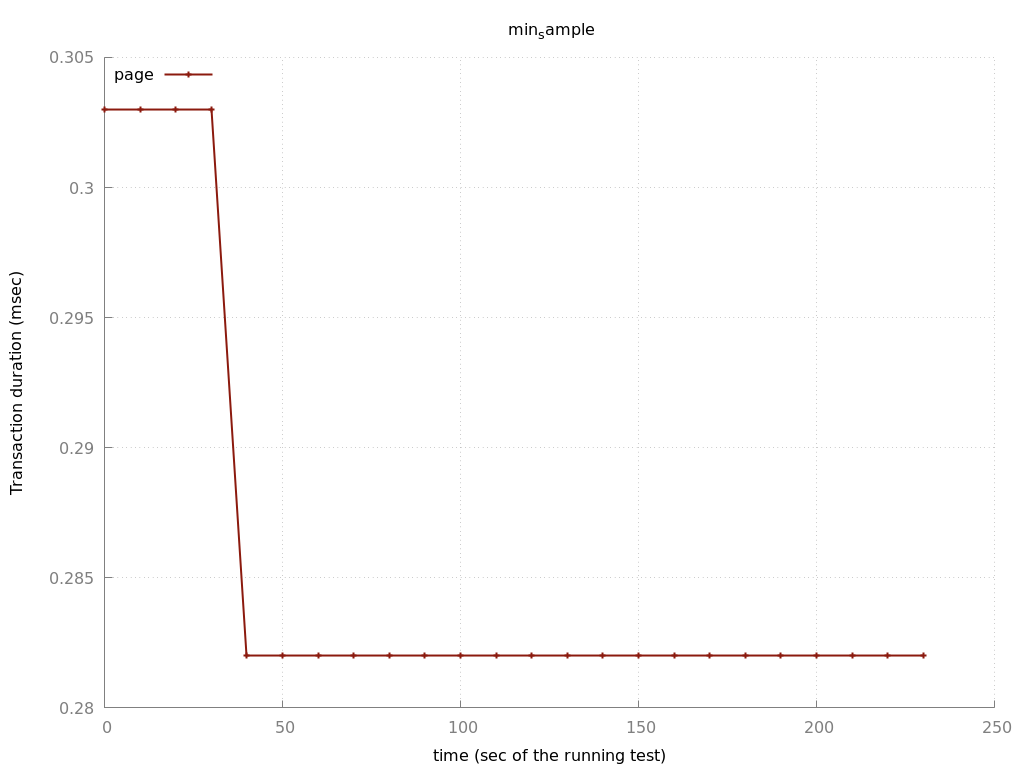 min_sample
0.305
page
0.3
0.295
0.29
0.285
0.28
0 50 100 150 200 250
Transaction duration (msec)
time (sec of the running test)